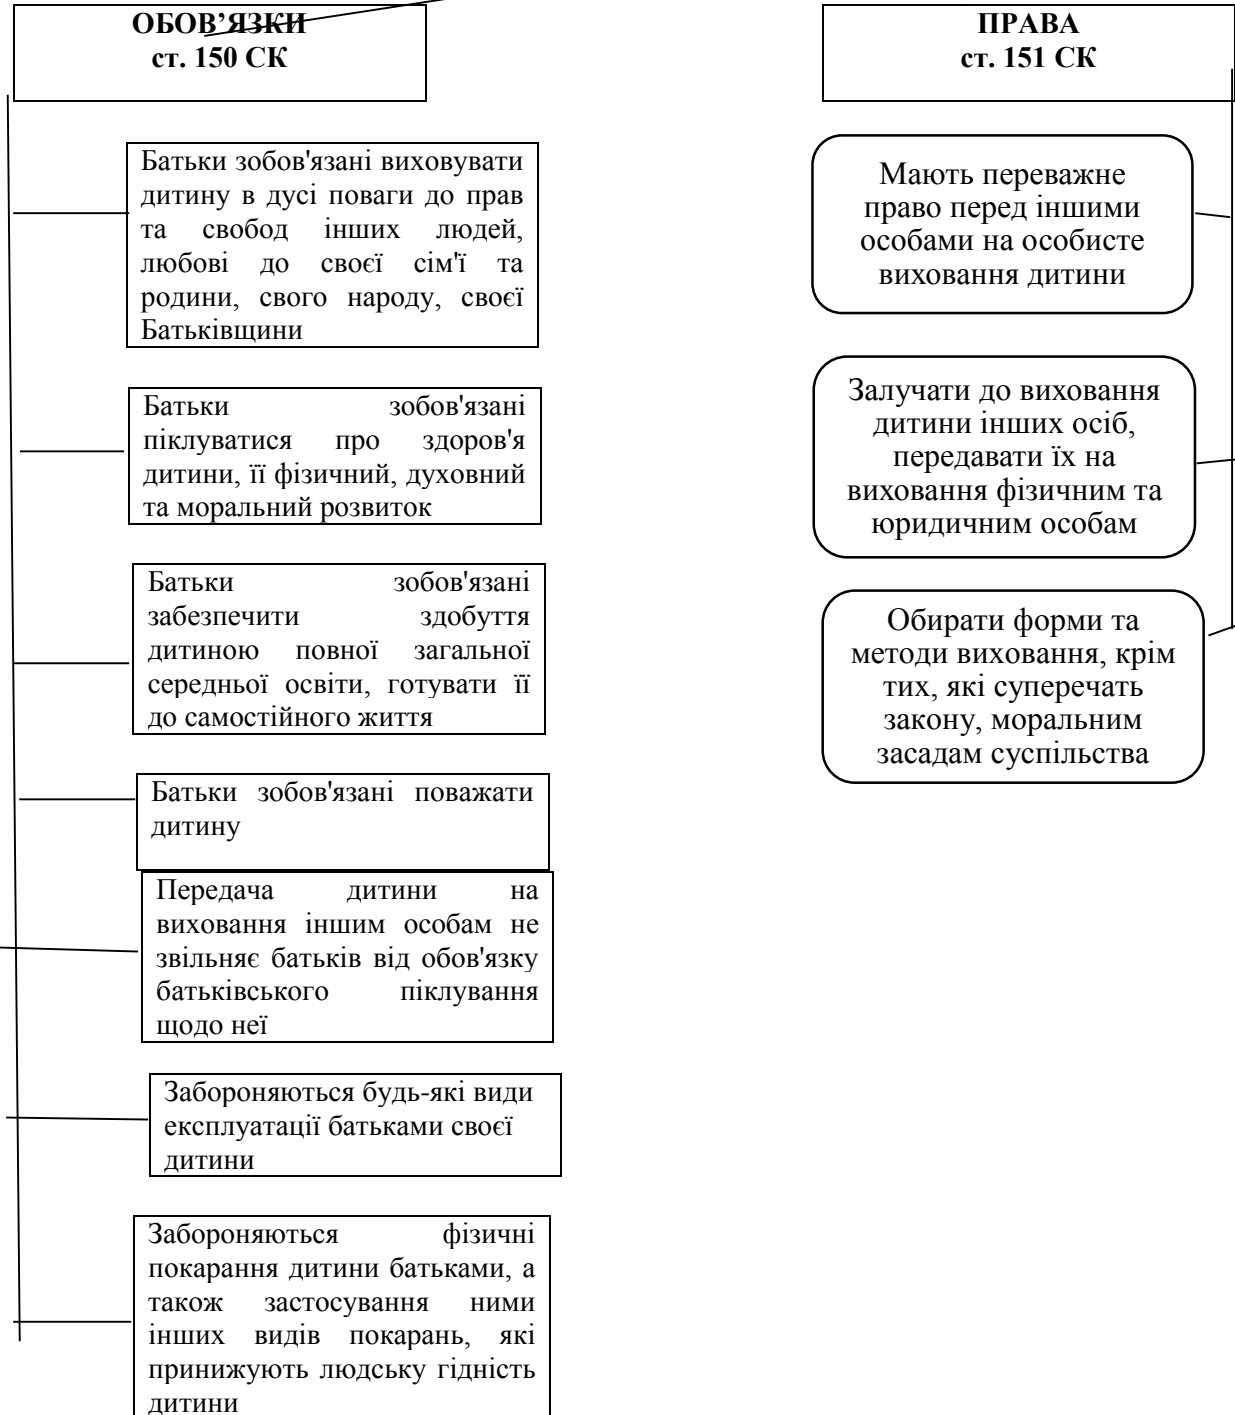 ОБОВ’ЯЗКИ
ст. 150 СК
Батьки зобов'язані виховувати
дитину в дусі поваги до прав
та свобод інших людей,
любові до своєї сім'ї та
родини, свого народу, своєї
Батьківщини
Батьки зобов'язані
піклуватися про здоров'я
дитини, її фізичний, духовний
та моральний розвиток
Батьки зобов'язані
забезпечити здобуття
дитиною повної загальної
середньої освіти, готувати її
до самостійного життя
Батьки зобов'язані поважати
дитину
Передача дитини на
виховання іншим особам не
звільняє батьків від обов'язку
батьківського піклування
щодо неї
Забороняються будь-які види
експлуатації батьками своєї
дитини
Забороняються фізичні
покарання дитини батьками, а
також застосування ними
інших видів покарань, які
принижують людську гідність
дитини
ПРАВА
ст. 151 СК
Мають переважне
право перед іншими
особами на особисте
виховання дитини
Залучати до виховання
дитини інших осіб,
передавати їх на
виховання фізичним та
юридичним особам
Обирати форми та
методи виховання, крім
тих, які суперечать
закону, моральним
засадам суспільства